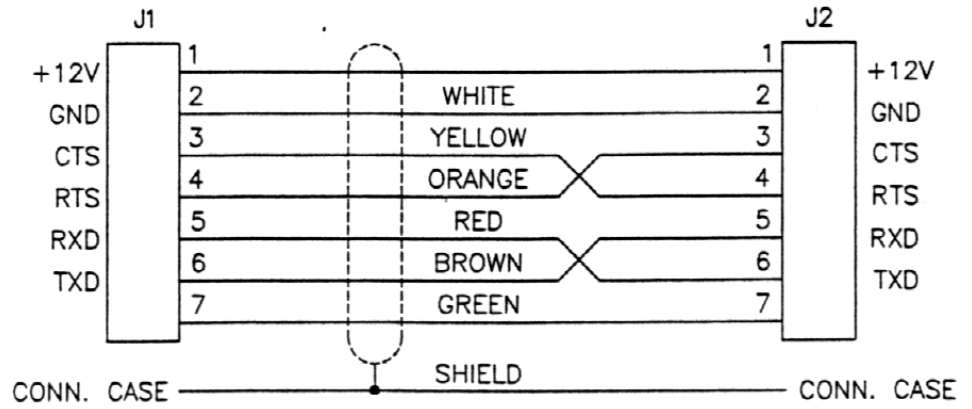 J1 J2
1 1
+12V +12V
2 WHITE 2
GND GND
3 YELLOW 3
CTS CTS
4 ORANGE 4
RTS RTS
5 RED 5
RXD RXD
6 BROWN 6
TXD TXD
7 GREEN 7
SHIELD
CONN. CASE CONN. CASE